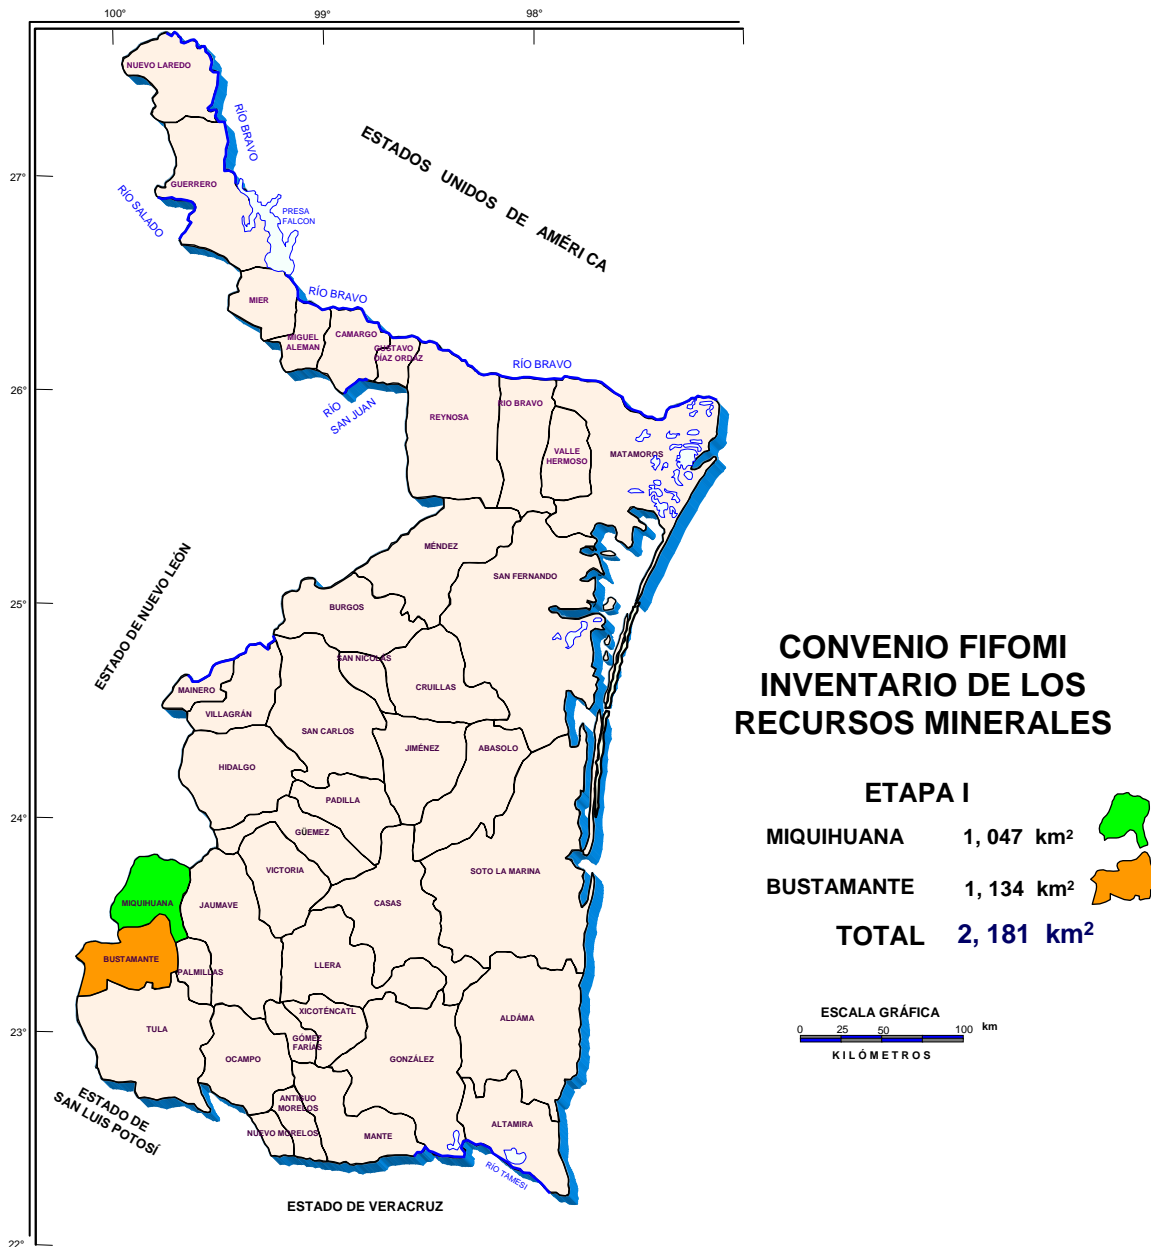 100°
99°
98°
NUEVO LAREDO
RÍO BRAVO
ESTADOS UNIDOS DE AMÉRICA
27°
GUERRERO
RÍO SALADO
PRESA
FALCON
MIER
RÍO BRAVO
MIGUEL
ALEMAN
CAMARGO
GUSTAVO
DÍAZ ORDAZ
RÍO BRAVO
26°
RÍO
SAN JUAN
REYNOSA
RIO BRAVO
VALLE
HERMOSO
MATAMOROS
MÉNDEZ
SAN FERNANDO
ESTADO DE NUEVO LEÓN
25°
BURGOS
SAN NICOLAS
CRUILLAS
MAINERO
VILLAGRÁN
SAN CARLOS
JIMÉNEZ
ABASOLO
HIDALGO
PADILLA
24°
GÜEMEZ
VICTORIA
SOTO LA MARINA
MIQUIHUANA
JAUMAVE
CASAS
BUSTAMANTE
PALMILLAS
LLERA
XICOTÉNCATL
ALDÁMA
23°
TULA
GÓMEZ
FARÍAS
OCAMPO
GONZÁLEZ
ANTIGUO
MORELOS
NUEVO MORELOS
MANTE
ALTAMIRA
ESTADO DE
SAN LUIS POTOSÍ
RÍO TAMESI
ESTADO DE VERACRUZ
22°
CONVENIO FIFOMI
INVENTARIO DE LOS
RECURSOS MINERALES
ETAPA I
MIQUIHUANA 1, 047 km²
BUSTAMANTE 1, 134 km²
TOTAL 2, 181 km²
ESCALA GRÁFICA
0 25 50 100 km
KILÓMETROS